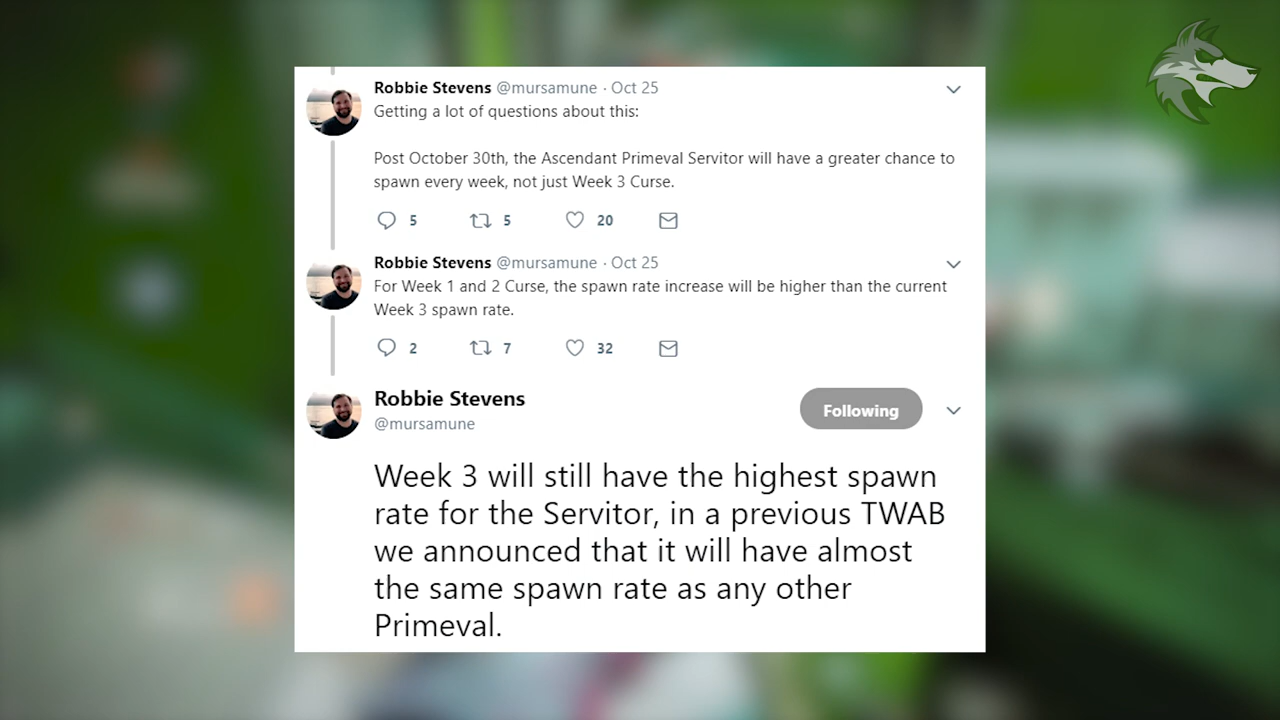 Robbie Stevens @mursamune · Oct 25
Getting a lot of questions about this:
Post October 30th, the Ascendant Primeval Servitor will have a greater chance to
spawn every week, not just Week 3 Curse.
5 5 20
Robbie Stevens @mursamune · Oct 25
For Week 1 and 2 Curse, the spawn rate increase will be higher than the current
Week 3 spawn rate.
2 7 32
Robbie Stevens
@mursamune
Following
Week 3 will still have the highest spawn
rate for the Servitor, in a previous TWAB
we announced that it will have almost
the same spawn rate as any other
Primeval.